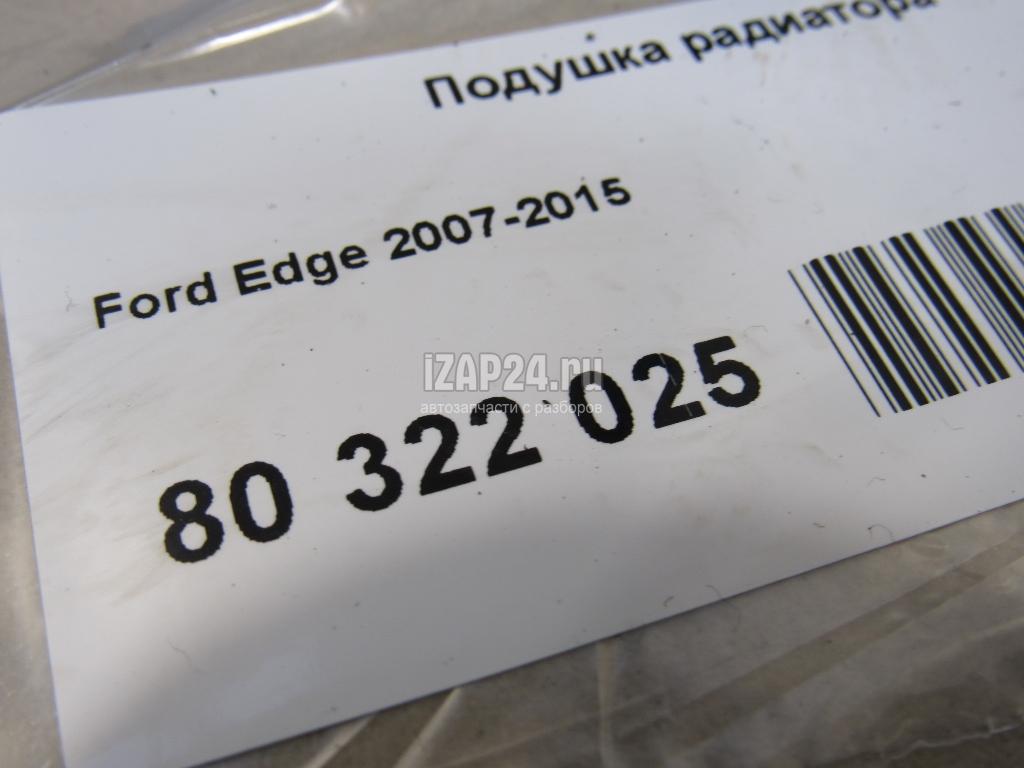 Подушка радиатора
Ford Edge 2007-2015
iZAP24.ru
автозапчасти с разборов
80 322 025